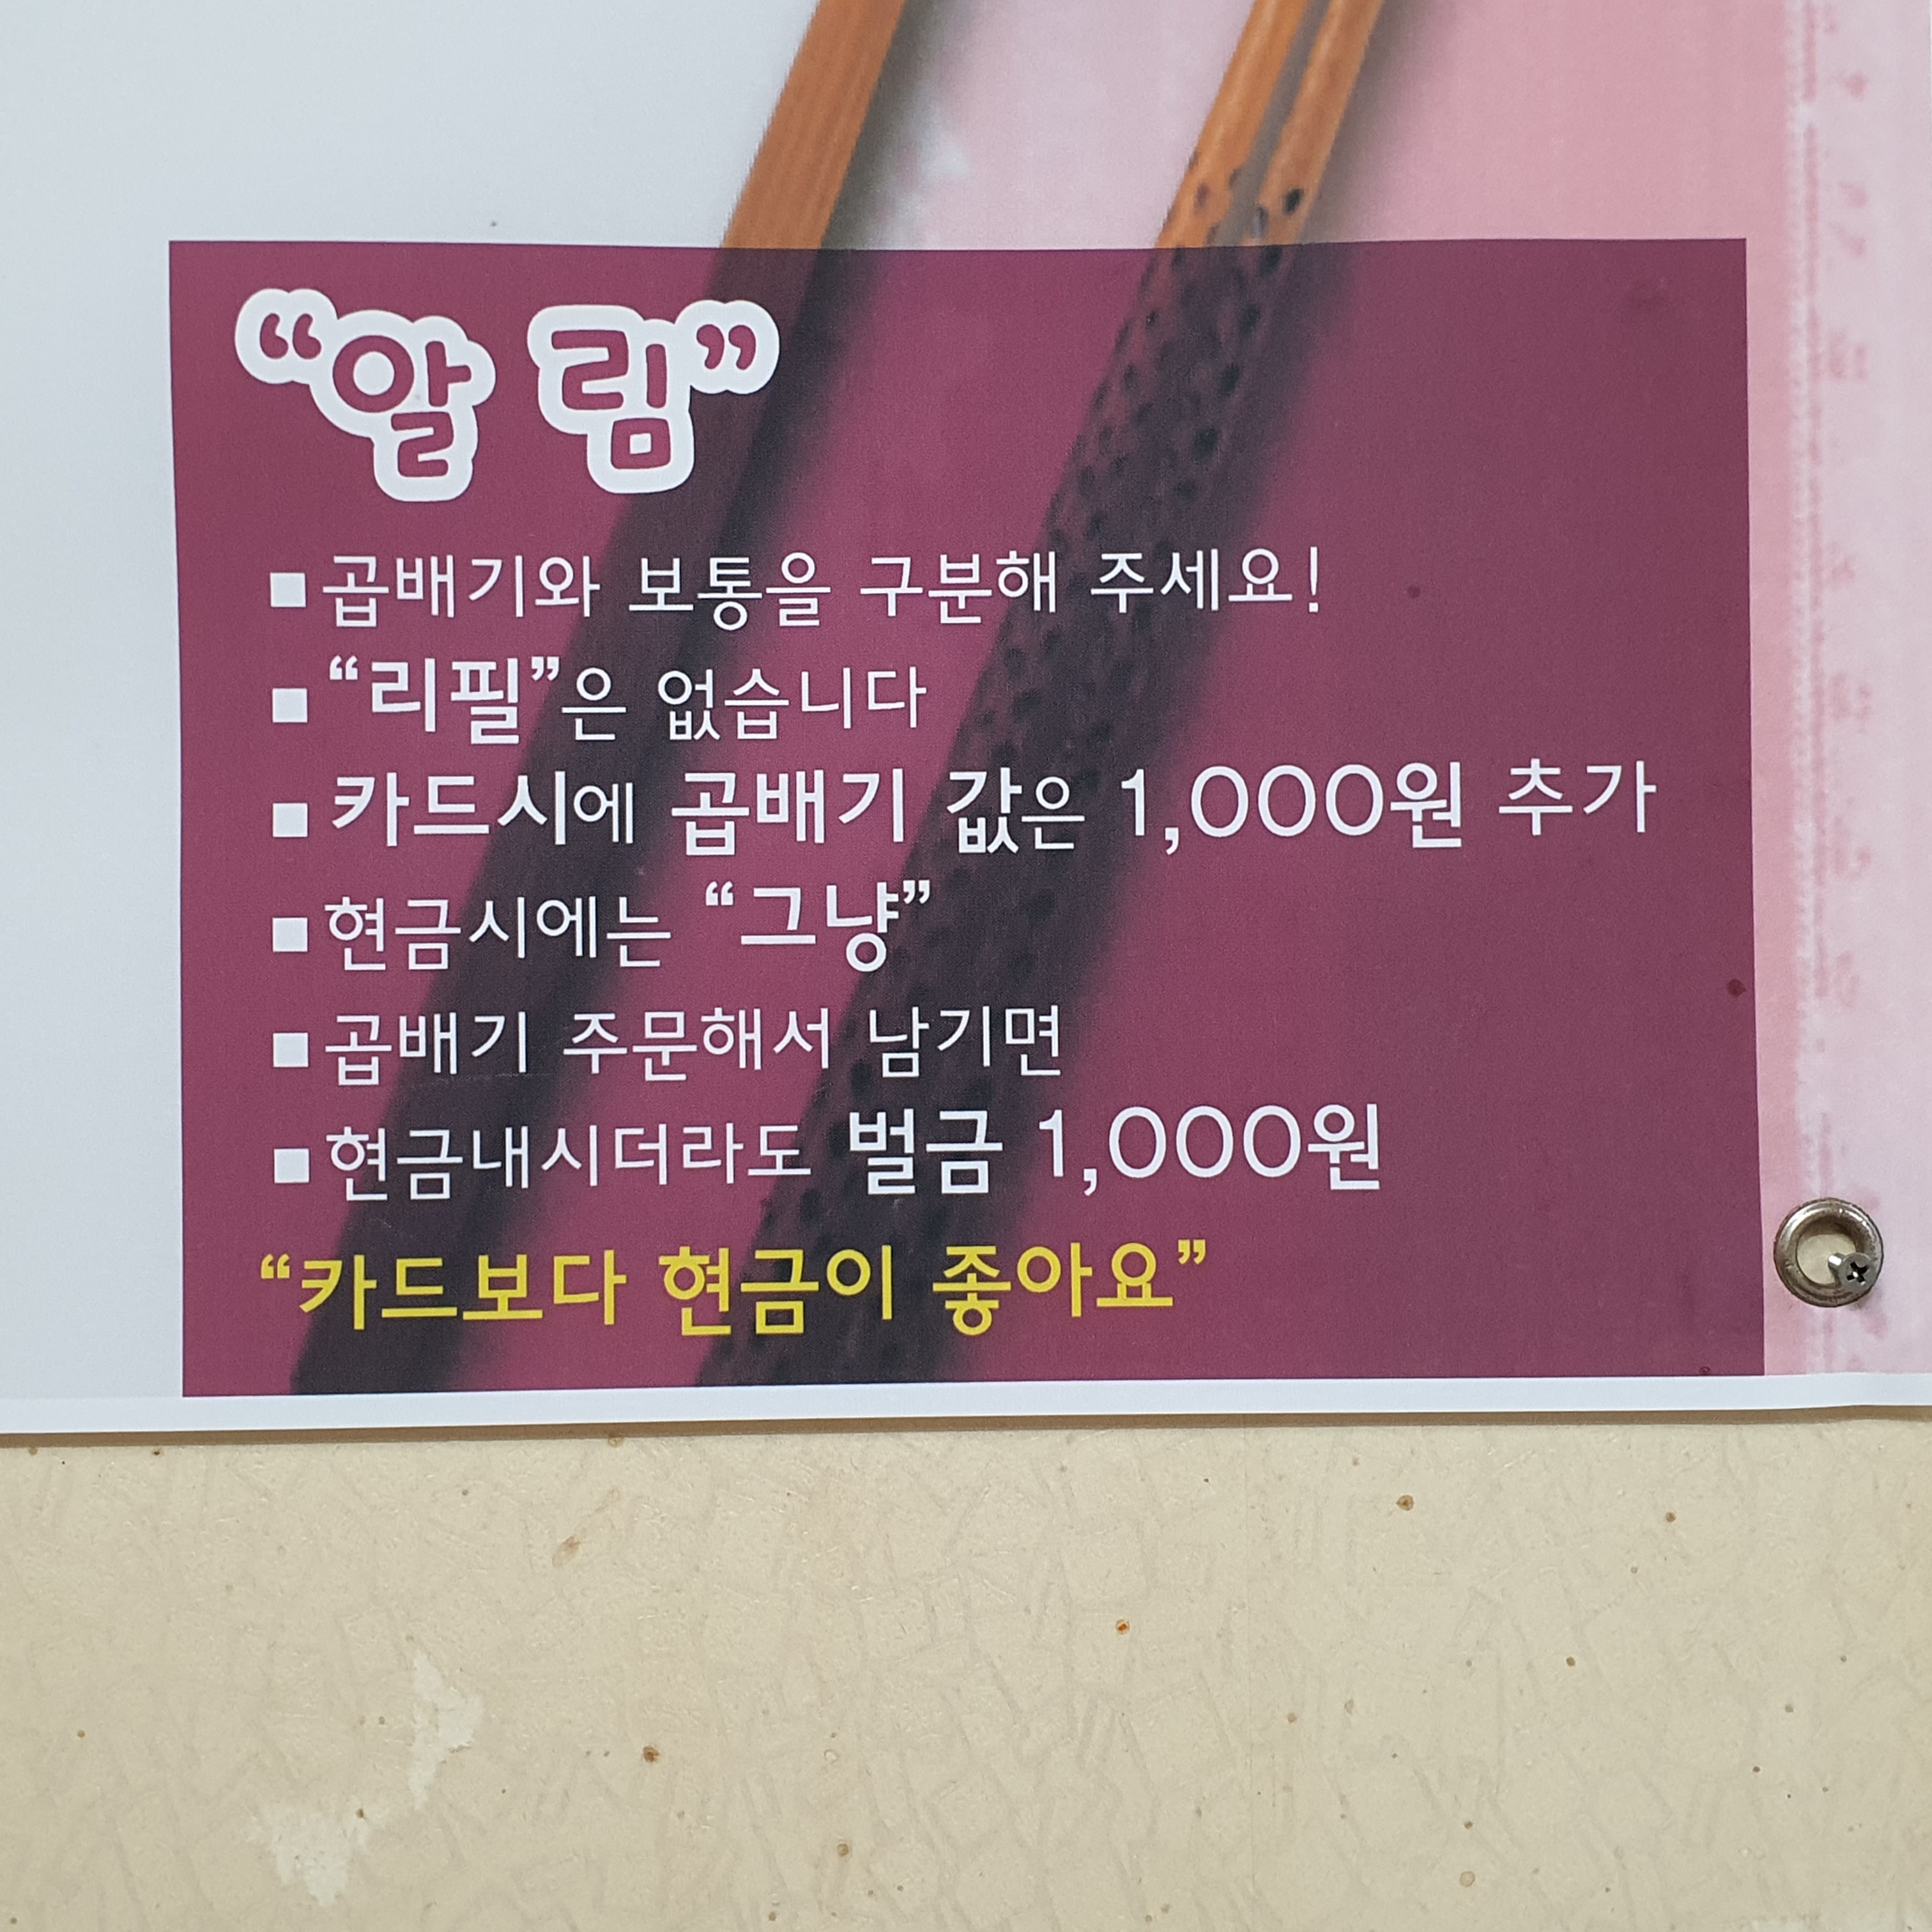 “알 림”
▪ 곱배기와 보통을 구분해 주세요!
▪ “리필”은 없습니다
▪ 카드시에 곱배기 값은 1,000원 추가
▪ 현금시에는 “그냥”
▪ 곱배기 주문해서 남기면
▪ 현금내시더라도 벌금 1,000원
“카드보다 현금이 좋아요”